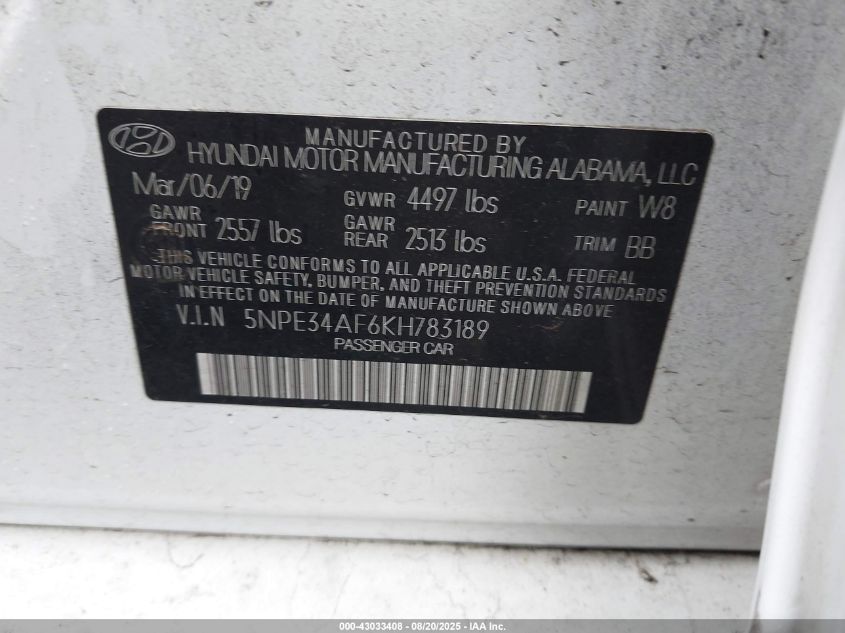 MANUFACTURED BY
HYUNDAI MOTOR MANUFACTURING ALABAMA, LLC
Mar/06/19 GVWR 4497 lbs PAINT W8
GAWR FRONT 2557 lbs GAWR REAR 2513 lbs TRIM BB
THIS VEHICLE CONFORMS TO ALL APPLICABLE U.S.A. FEDERAL
MOTOR VEHICLE SAFETY, BUMPER, AND THEFT PREVENTION STANDARDS
IN EFFECT ON THE DATE OF MANUFACTURE SHOWN ABOVE
V.I.N 5NPE34AF6KH783189
PASSENGER CAR
000-43033408 | 08/20/2025 - IAA Inc.